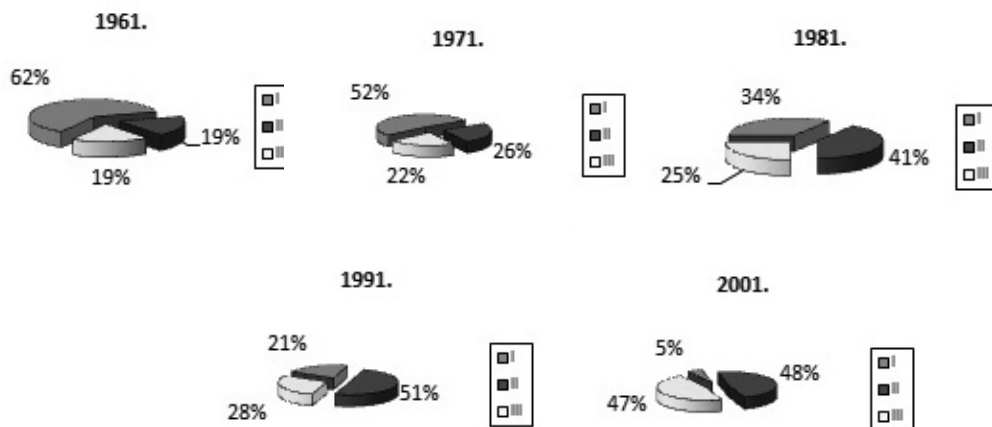 1961.
62%
19%
19%
I
II
III
1971.
52%
26%
22%
I
II
III
1981.
34%
41%
25%
I
II
III
1991.
21%
51%
28%
I
II
III
2001.
5%
48%
47%
I
II
III